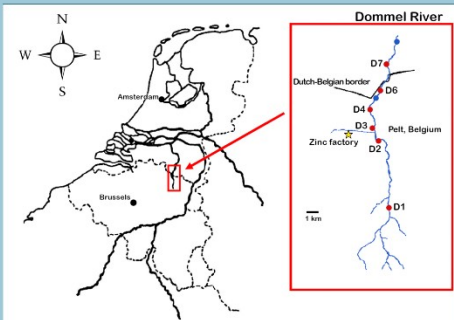 Dommel River
N
W
E
S
Amsterdam
Brussels
D7
Dutch-Belgian border
D6
D4
D3
Pelt, Belgium
Zinc factory
D2
D1
1 km